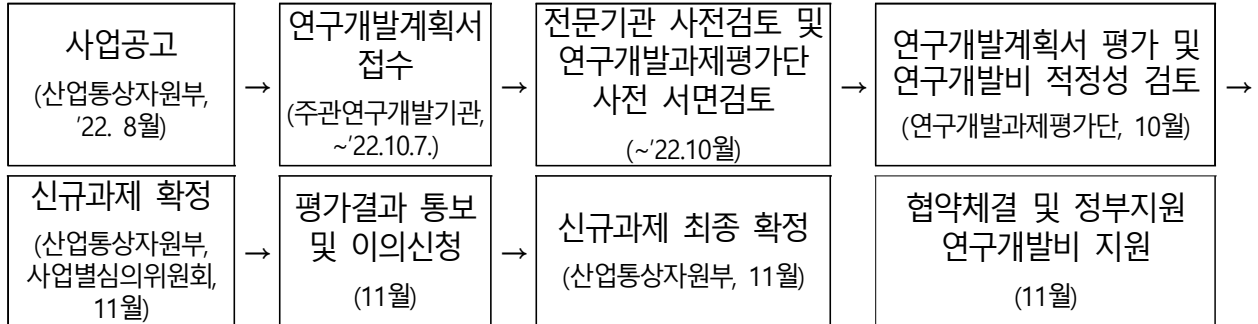 사업공고
(산업통상자원부,
'22. 8월)
→
연구개발계획서
접수
(주관연구개발기관,
~'22.10.7.)
→
전문기관 사전검토 및
연구개발과제평가단
사전 서면검토
(~'22.10월)
→
연구개발계획서 평가 및
연구개발비 적정성 검토
(연구개발과제평가단, 10월)
→
신규과제 확정
(산업통상자원부,
사업별심의위원회,
11월)
→
평가결과 통보
및 이의신청
(11월)
→
신규과제 최종 확정
(산업통상자원부, 11월)
협약체결 및 정부지원
연구개발비 지원
(11월)